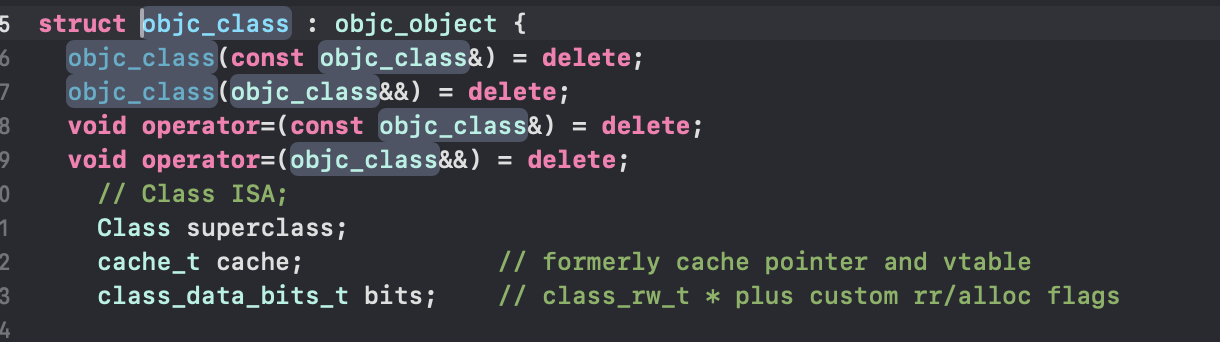 5 struct objc_class : objc_object {
6 objc_class(const objc_class&) = delete;
7 objc_class(objc_class&&) = delete;
8 void operator=(const objc_class&) = delete;
9 void operator=(objc_class&&) = delete;
0 // Class ISA;
1 Class superclass;
2 cache_t cache; // formerly cache pointer and vtable
3 class_data_bits_t bits; // class_rw_t * plus custom rr/alloc flags
4